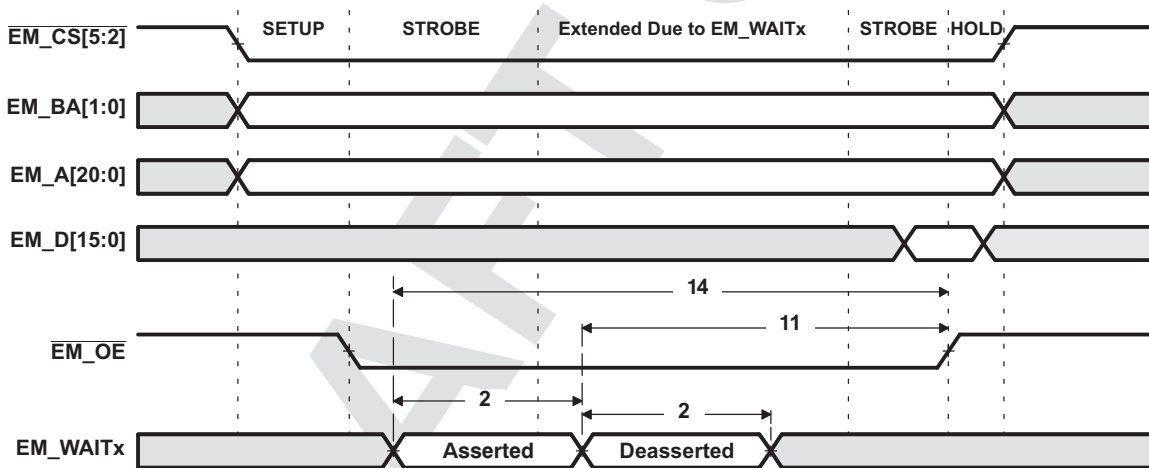 SETUP STROBE Extended Due to EM_WAITx STROBE HOLD
EM_CS[5:2]
EM_BA[1:0]
EM_A[20:0]
EM_D[15:0]
14
11
EM_OE
2
2
EM_WAITx Asserted Deasserted